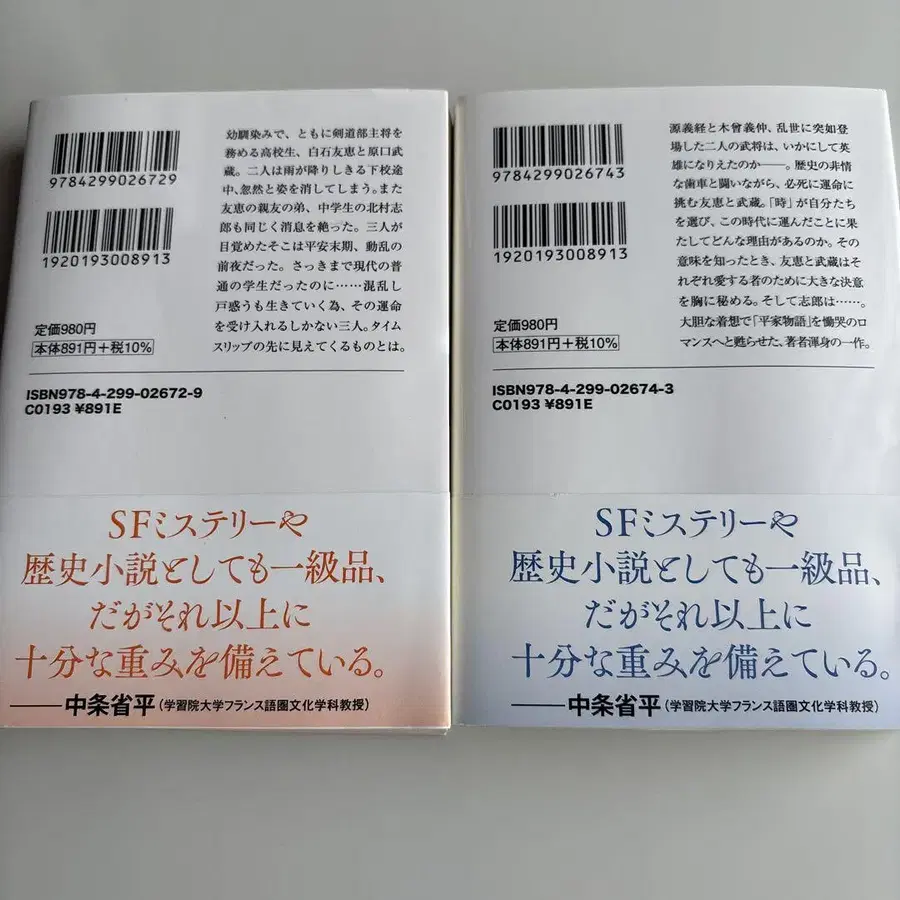 9784299026729
1920193008913
定価980円
本体891円+税10%
幼馴染みで、ともに剣道部主将を
務める高校生、白石友恵と原口武
蔵。二人は雨が降りしきる下校途
中、忽然と姿を消してしまう。また
友恵の親友の弟、中学生の北村志
郎も同じく消息を絶った。三人が
目覚めたそこは平安末期、動乱の
前夜だった。さっきまで現代の普
通の学生だったのに……混乱し
戸惑うも生きていく為、その運命
を受け入れるしかない三人。タイム
スリップの先に見えてくるものとは。
ISBN978-4-299-02672-9
C0193 ¥891E
SFミステリーや
歴史小説としても一級品、
だがそれ以上に
十分な重みを備えている。
――中条省平(学習院大学フランス語圏文化学科教授)
9784299026743
1920193008913
定価980円
本体891円+税10%
源義経と木曾義仲、乱世に突如登
場した二人の武将は、いかにして英
雄になりえたのか――。歴史の非情
な歯車と闘いながら、必死に運命に
挑む友恵と武蔵。「時」が自分たち
を選び、この時代に運んだことに果
たしてどんな理由があるのか。その
意味を知ったとき、友恵と武蔵はそ
れぞれ愛する者のために大きな決意
を胸に秘める。そして志郎は……。
大胆な着想で「平家物語」を慟哭のロ
マンスへと甦らせた、著者渾身の一作。
ISBN978-4-299-02674-3
C0193 ¥891E
SFミステリーや
歴史小説としても一級品、
だがそれ以上に
十分な重みを備えている。
――中条省平(学習院大学フランス語圏文化学科教授)